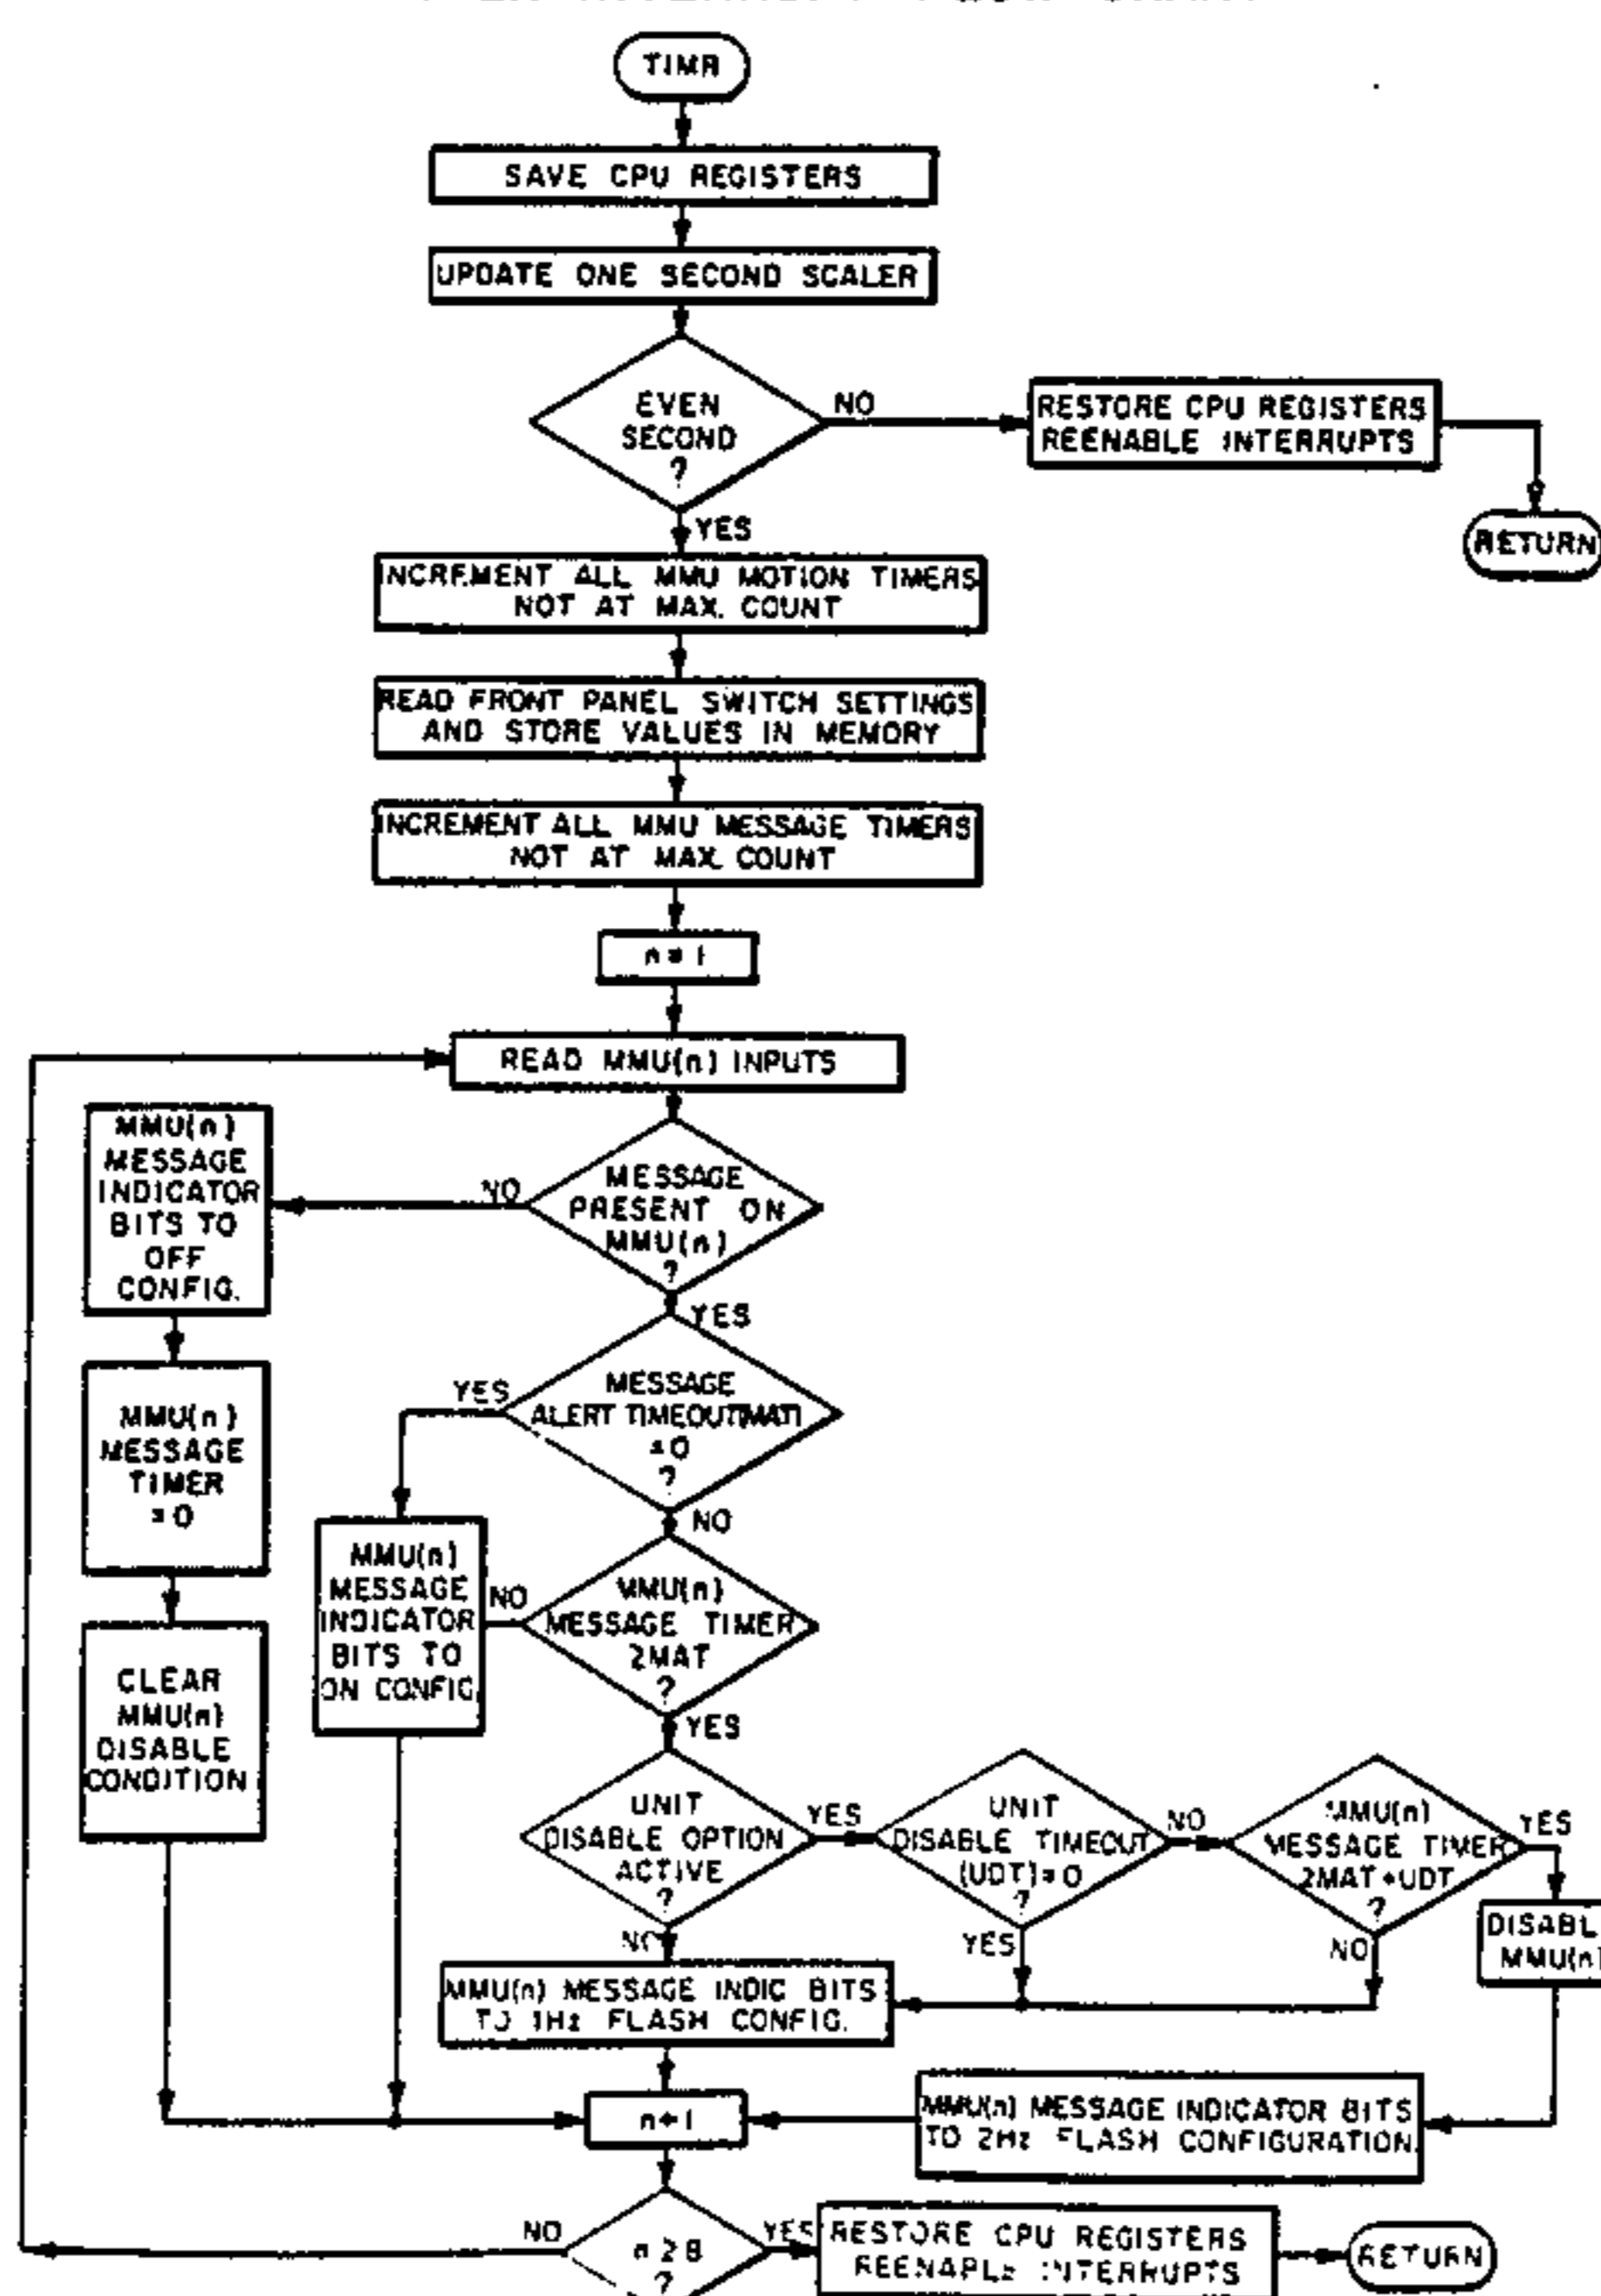 TIMR
SAVE CPU REGISTERS
UPDATE ONE SECOND SCALER
EVEN
SECOND
?
NO
RESTORE CPU REGISTERS
REENABLE INTERRUPTS
RETURN
YES
INCREMENT ALL MMU MOTION TIMERS
NOT AT MAX. COUNT
READ FRONT PANEL SWITCH SETTINGS
AND STORE VALUES IN MEMORY
INCREMENT ALL MMU MESSAGE TIMERS
NOT AT MAX. COUNT
n = 1
READ MMU(n) INPUTS
MESSAGE
PRESENT ON
MMU(n)
?
NO
MMU(n)
MESSAGE
INDICATOR
BITS TO
OFF
CONFIG.
MMU(n)
MESSAGE
TIMER
=0
CLEAR
MMU(n)
DISABLE
CONDITION
YES
MESSAGE
ALERT TIMEOUT(MAT)
=0
?
YES
MMU(n)
MESSAGE
INDICATOR
BITS TO
ON CONFIG
NO
MMU(n)
MESSAGE TIMER
≥MAT
?
NO
YES
UNIT
DISABLE OPTION
ACTIVE
?
YES
UNIT
DISABLE TIMEOUT
(UDT)=0
?
NO
MMU(n)
MESSAGE TIMER
≥MAT+UDT
?
YES
DISABL
MMU(n)
NO
YES
NO
MMU(n) MESSAGE INDIC BITS
TO 1Hz FLASH CONFIG.
n+1
MMU(n) MESSAGE INDICATOR BITS
TO 2Hz FLASH CONFIGURATION.
n≥8
?
NO
YES
RESTORE CPU REGISTERS
REENABLE INTERRUPTS
RETURN